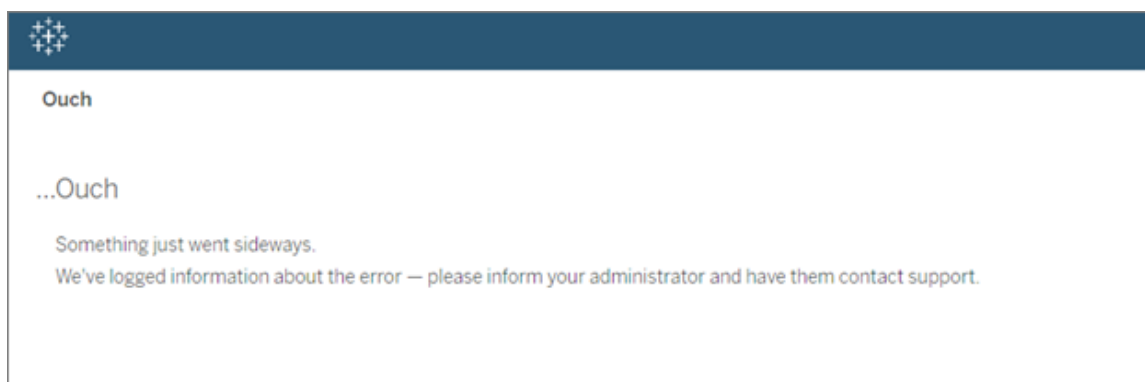 Ouch
...Ouch
Something just went sideways.
We've logged information about the error — please inform your administrator and have them contact support.